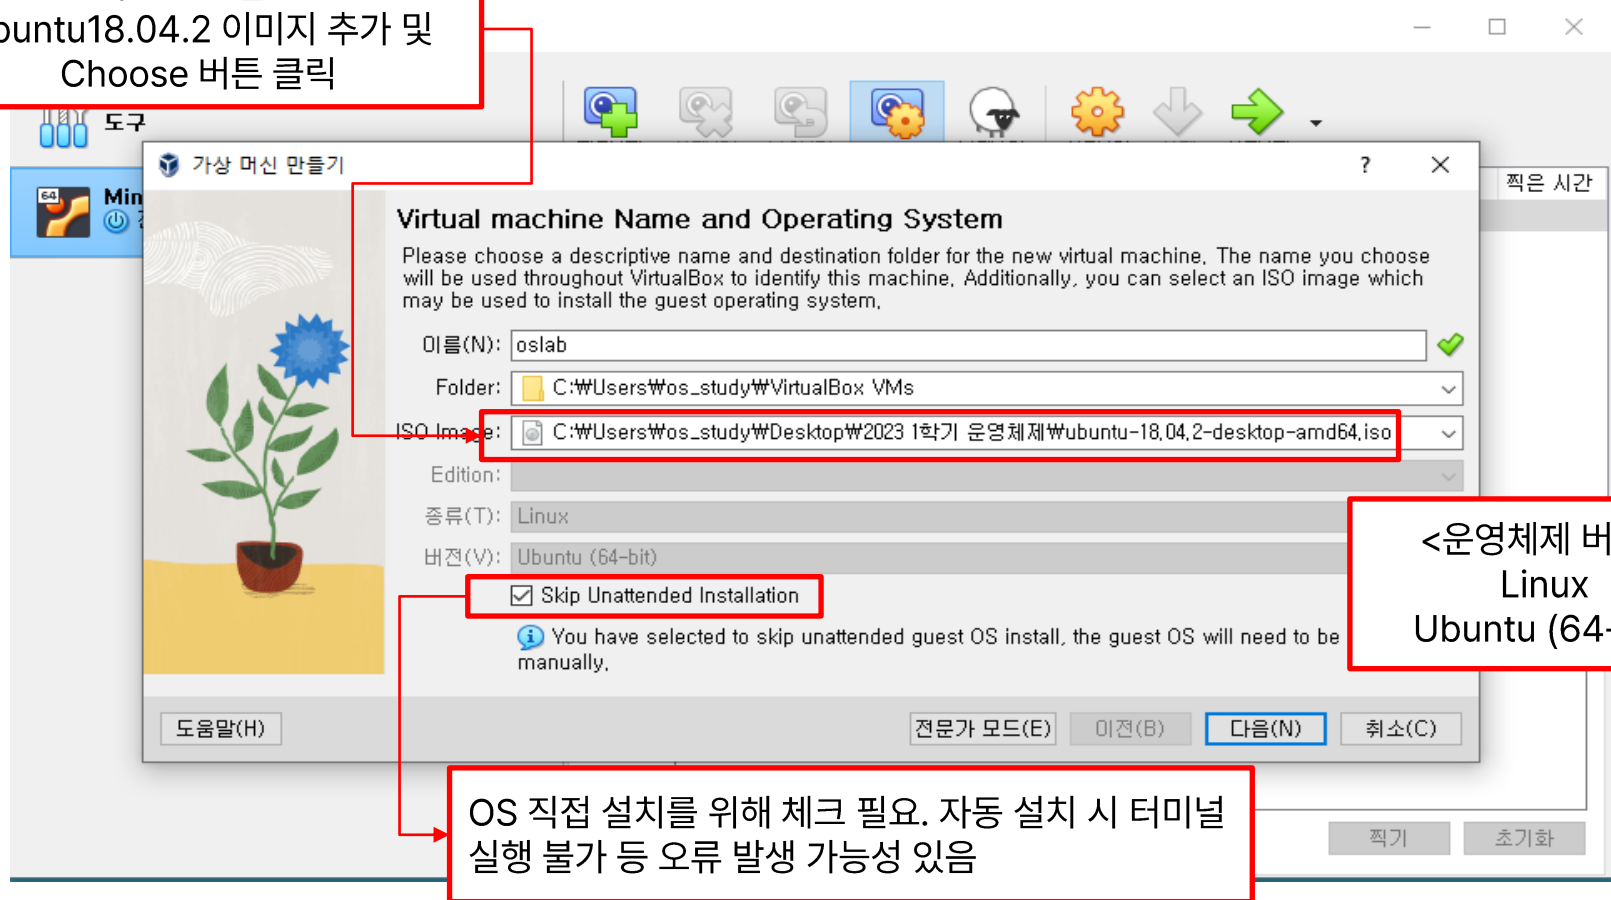 18.04.2 이미지 추가 및
Choose 버튼 클릭
도구
찍은 시간
64
가상 머신 만들기
?
Virtual machine Name and Operating System
Please choose a descriptive name and destination folder for the new virtual machine. The name you choose
will be used throughout VirtualBox to identify this machine. Additionally, you can select an ISO image which
may be used to install the guest operating system.
이름(N): oslab
Folder: C:₩Users₩os_study₩VirtualBox VMs
ISO Image: C:₩Users₩os_study₩Desktop₩2023 1학기 운영체제₩ubuntu-18.04.2-desktop-amd64.iso
Edition:
종류(T): Linux
버전(V): Ubuntu (64-bit)
Skip Unattended Installation
You have selected to skip unattended guest OS install, the guest OS will need to be
manually.
<운영체제
Linux
Ubuntu
도움말(H)
전문가 모드(E)
이전(B)
다음(N)
취소(C)
OS 직접 설치를 위해 체크 필요. 자동 설치 시 터미널
실행 불가 등 오류 발생 가능성 있음
찍기
초기화